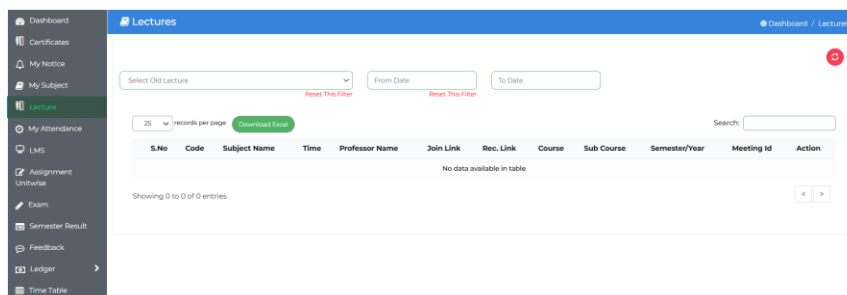 Dashboard
Certificates
My Notice
My Subject
Lecture
My Attendance
LMS
Assignment
Unitwise
Exam
Semester Result
Feedback
Ledger
Time Table
Lectures
Dashboard / Lectures
Select Old Lecture
From Date
To Date
Reset This Filter
Reset This Filter
25 records per page Download Excel
Search:
S.No Code Subject Name Time Professor Name Join Link Rec. Link Course Sub Course Semester/Year Meeting Id Action
No data available in table
Showing 0 to 0 of 0 entries
« »